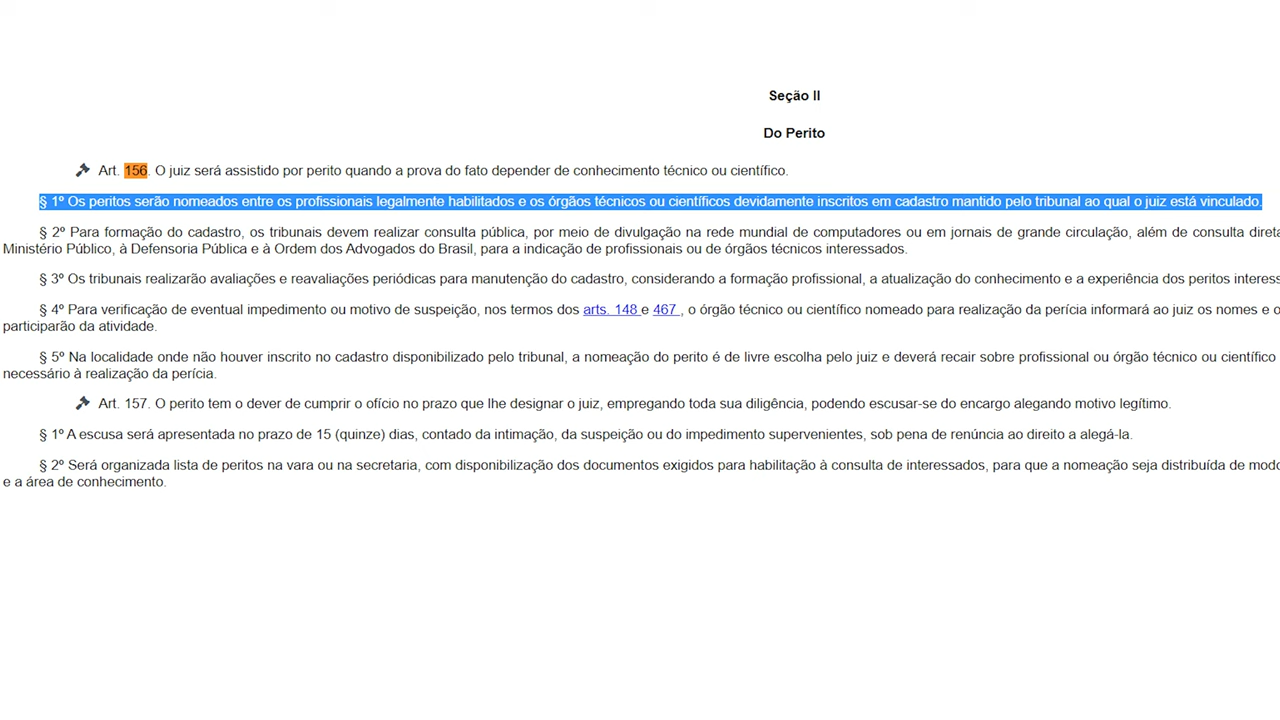 Seção II
Do Perito
Art. 156. O juiz será assistido por perito quando a prova do fato depender de conhecimento técnico ou científico.
§ 1º Os peritos serão nomeados entre os profissionais legalmente habilitados e os órgãos técnicos ou científicos devidamente inscritos em cadastro mantido pelo tribunal ao qual o juiz está vinculado.
§ 2º Para formação do cadastro, os tribunais devem realizar consulta pública, por meio de divulgação na rede mundial de computadores ou em jornais de grande circulação, além de consulta direta
Ministério Público, à Defensoria Pública e à Ordem dos Advogados do Brasil, para a indicação de profissionais ou de órgãos técnicos interessados.
§ 3º Os tribunais realizarão avaliações e reavaliações periódicas para manutenção do cadastro, considerando a formação profissional, a atualização do conhecimento e a experiência dos peritos interess
§ 4º Para verificação de eventual impedimento ou motivo de suspeição, nos termos dos arts. 148 e 467 , o órgão técnico ou científico nomeado para realização da perícia informará ao juiz os nomes e o
participarão da atividade.
§ 5º Na localidade onde não houver inscrito no cadastro disponibilizado pelo tribunal, a nomeação do perito é de livre escolha pelo juiz e deverá recair sobre profissional ou órgão técnico ou científico
necessário à realização da perícia.
Art. 157. O perito tem o dever de cumprir o ofício no prazo que lhe designar o juiz, empregando toda sua diligência, podendo escusar-se do encargo alegando motivo legítimo.
§ 1º A escusa será apresentada no prazo de 15 (quinze) dias, contado da intimação, da suspeição ou do impedimento supervenientes, sob pena de renúncia ao direito a alegá-la.
§ 2º Será organizada lista de peritos na vara ou na secretaria, com disponibilização dos documentos exigidos para habilitação à consulta de interessados, para que a nomeação seja distribuída de modo
e a área de conhecimento.